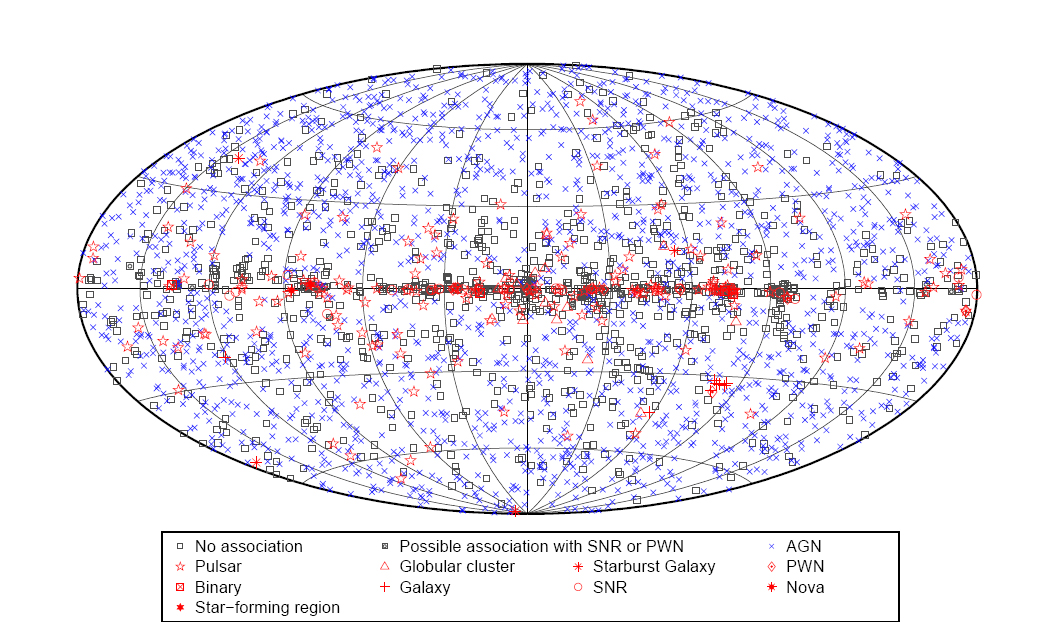 No association Possible association with SNR or PWN AGN
Pulsar Globular cluster Starburst Galaxy PWN
Binary Galaxy SNR Nova
Star−forming region